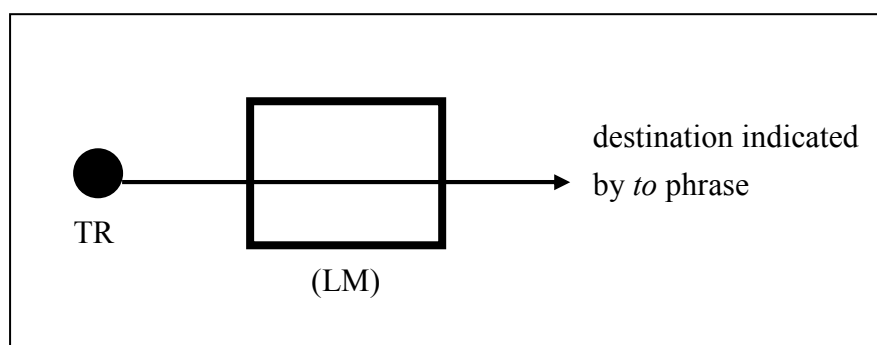 destination indicated
by to phrase
TR
(LM)